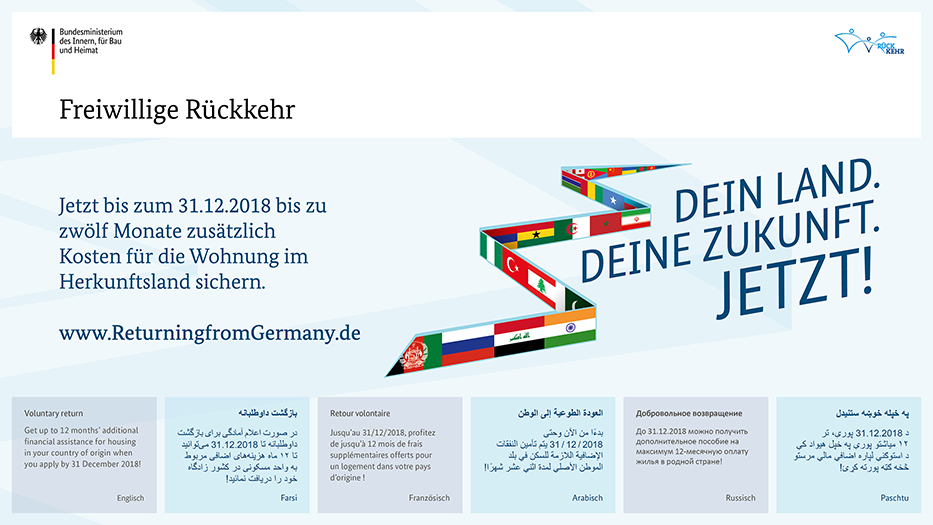 Bundesministerium
des Innern, für Bau
und Heimat
RÜCK
KEHR
Freiwillige Rückkehr
Jetzt bis zum 31.12.2018 bis zu
zwölf Monate zusätzlich
Kosten für die Wohnung im
Herkunftsland sichern.
www.ReturningfromGermany.de
DEIN LAND.
DEINE ZUKUNFT.
JETZT!
Voluntary return
Get up to 12 months' additional
financial assistance for housing
in your country of origin when
you apply by 31 December 2018!
Englisch
بازگشت داوطلبانه
در صورت اعلام آمادگی برای بازگشت
داوطلبانه تا 31.12.2018 می‌توانید
تا ۱۲ ماه هزینه‌های اضافی مربوط
به واحد مسکونی در کشور زادگاه
خود را دریافت نمائید!
Farsi
Retour volontaire
Jusqu'au 31/12/2018, profitez
de jusqu'à 12 mois de frais
supplémentaires offerts pour
un logement dans votre pays
d'origine !
Französisch
العودة الطوعية إلى الوطن
بدءًا من الآن وحتى
31 / 12 / 2018 يتم تأمين النفقات
الإضافية اللازمة للسكن في بلد
الموطن الأصلي لمدة اثني عشر شهرًا!
Arabisch
Добровольное возвращение
До 31.12.2018 можно получить
дополнительное пособие на
максимум 12-месячную оплату
жилья в родной стране!
Russisch
په خپله خوښه ستنېدل
د 31.12.2018 پورې، تر
۱۲ میاشتو پورې په خپل هیواد کې
د استوګنې لپاره اضافي مالي مرستو
څخه ګټه پورته کړئ!
Paschtu